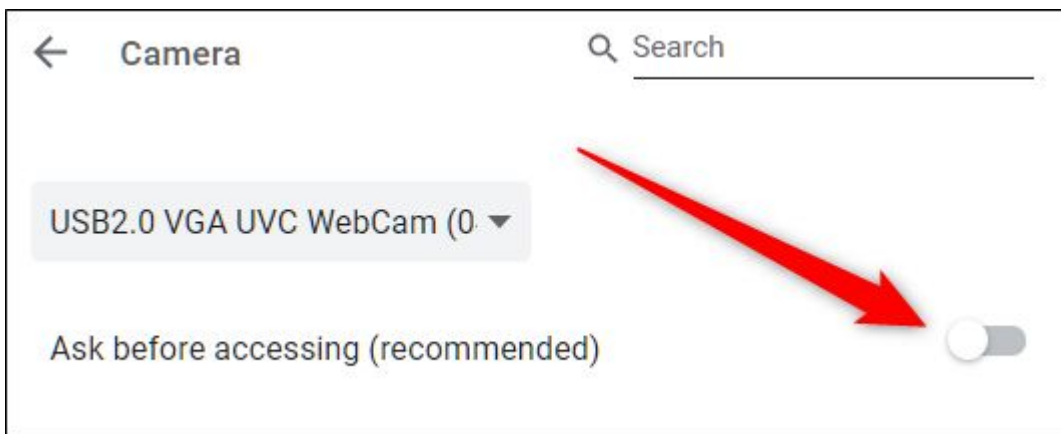 Camera
Search
USB2.0 VGA UVC WebCam (0
Ask before accessing (recommended)